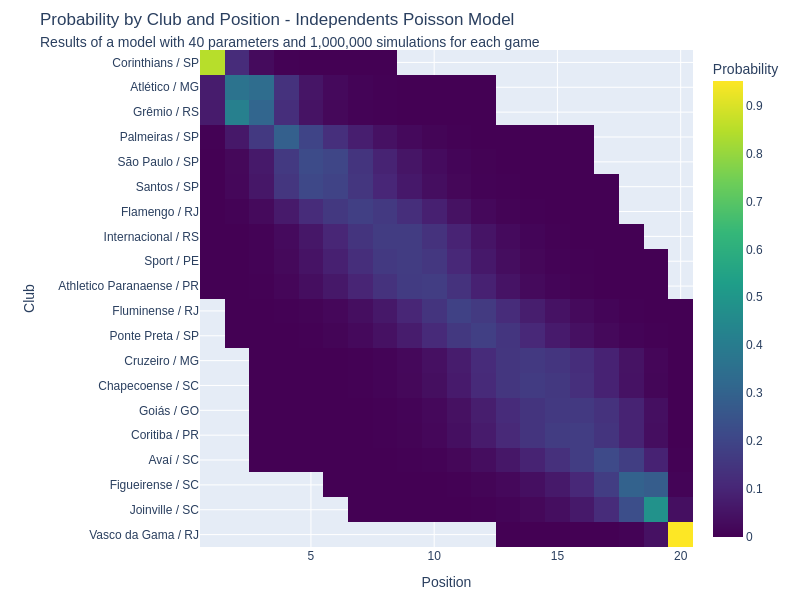 Probability by Club and Position - Independents Poisson Model
Results of a model with 40 parameters and 1,000,000 simulations for each game
Probability
Corinthians / SP
Atlético / MG
Grêmio / RS
Palmeiras / SP
São Paulo / SP
Santos / SP
Flamengo / RJ
Internacional / RS
Sport / PE
Athletico Paranaense / PR
Fluminense / RJ
Ponte Preta / SP
Cruzeiro / MG
Chapecoense / SC
Goiás / GO
Coritiba / PR
Avaí / SC
Figueirense / SC
Joinville / SC
Vasco da Gama / RJ
Club
5
10
15
20
Position
0.9
0.8
0.7
0.6
0.5
0.4
0.3
0.2
0.1
0